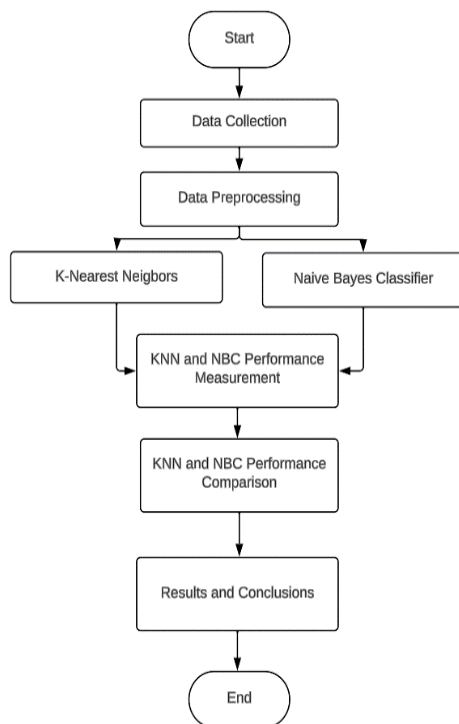 Start
Data Collection
Data Preprocessing
K-Nearest Neigbors
Naive Bayes Classifier
KNN and NBC Performance
Measurement
KNN and NBC Performance
Comparison
Results and Conclusions
End